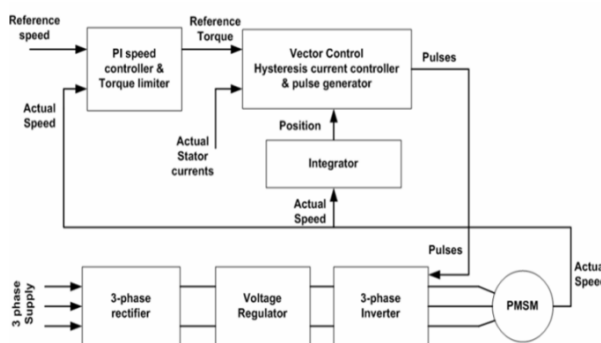 Reference
speed
PI speed
controller &
Torque limiter
Reference
Torque
Vector Control
Hysteresis current controller
& pulse generator
Pulses
Actual
Speed
Actual
Stator
currents
Position
Integrator
Actual
Speed
Pulses
Actual
Speed
3 phase
Supply
3-phase
rectifier
Voltage
Regulator
3-phase
Inverter
PMSM